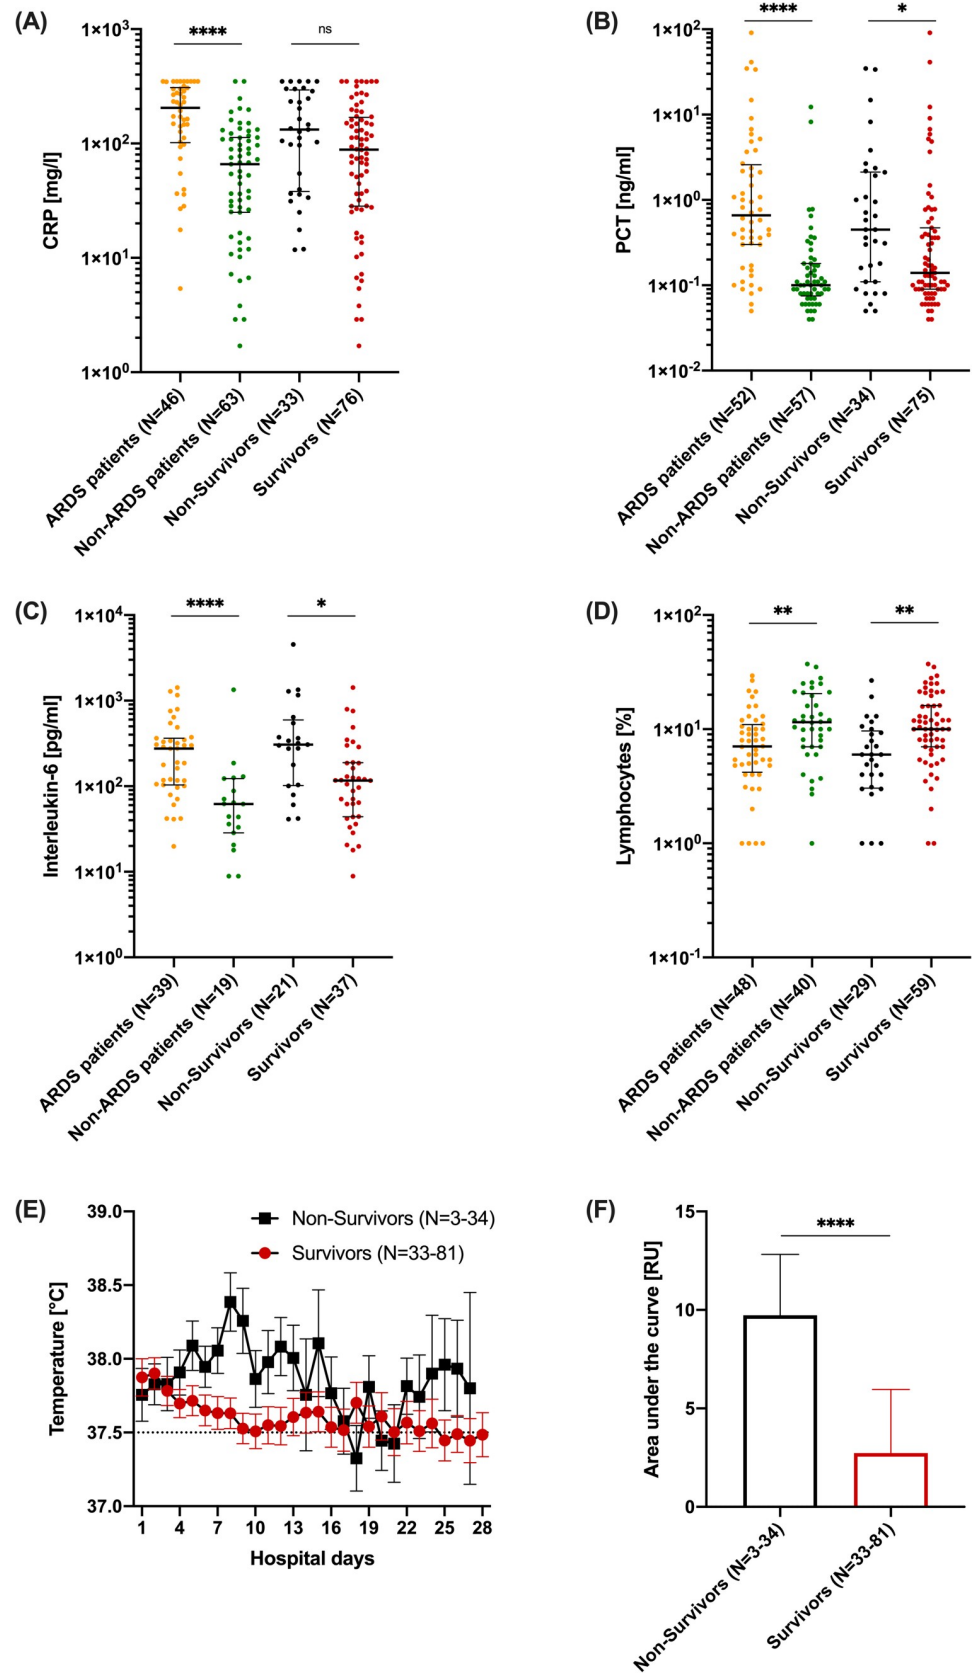 (A)
CRP [mg/l]
1×10³
1×10²
1×10¹
1×10⁰
****
ns
ARDS patients (N=46)
Non-ARDS patients (N=63)
Non-Survivors (N=33)
Survivors (N=76)
(B)
PCT [ng/ml]
1×10²
1×10¹
1×10⁰
1×10⁻¹
1×10⁻²
****
*
ARDS patients (N=52)
Non-ARDS patients (N=57)
Non-Survivors (N=34)
Survivors (N=75)
(C)
Interleukin-6 [pg/ml]
1×10⁴
1×10³
1×10²
1×10¹
1×10⁰
****
*
ARDS patients (N=39)
Non-ARDS patients (N=19)
Non-Survivors (N=21)
Survivors (N=37)
(D)
Lymphocytes [%]
1×10²
1×10¹
1×10⁰
1×10⁻¹
**
**
ARDS patients (N=48)
Non-ARDS patients (N=40)
Non-Survivors (N=29)
Survivors (N=59)
(E)
Temperature [°C]
39.0
38.5
38.0
37.5
37.0
Non-Survivors (N=3-34)
Survivors (N=33-81)
1 4 7 10 13 16 19 22 25 28
Hospital days
(F)
Area under the curve [RU]
15
10
5
0
****
Non-Survivors (N=3-34)
Survivors (N=33-81)